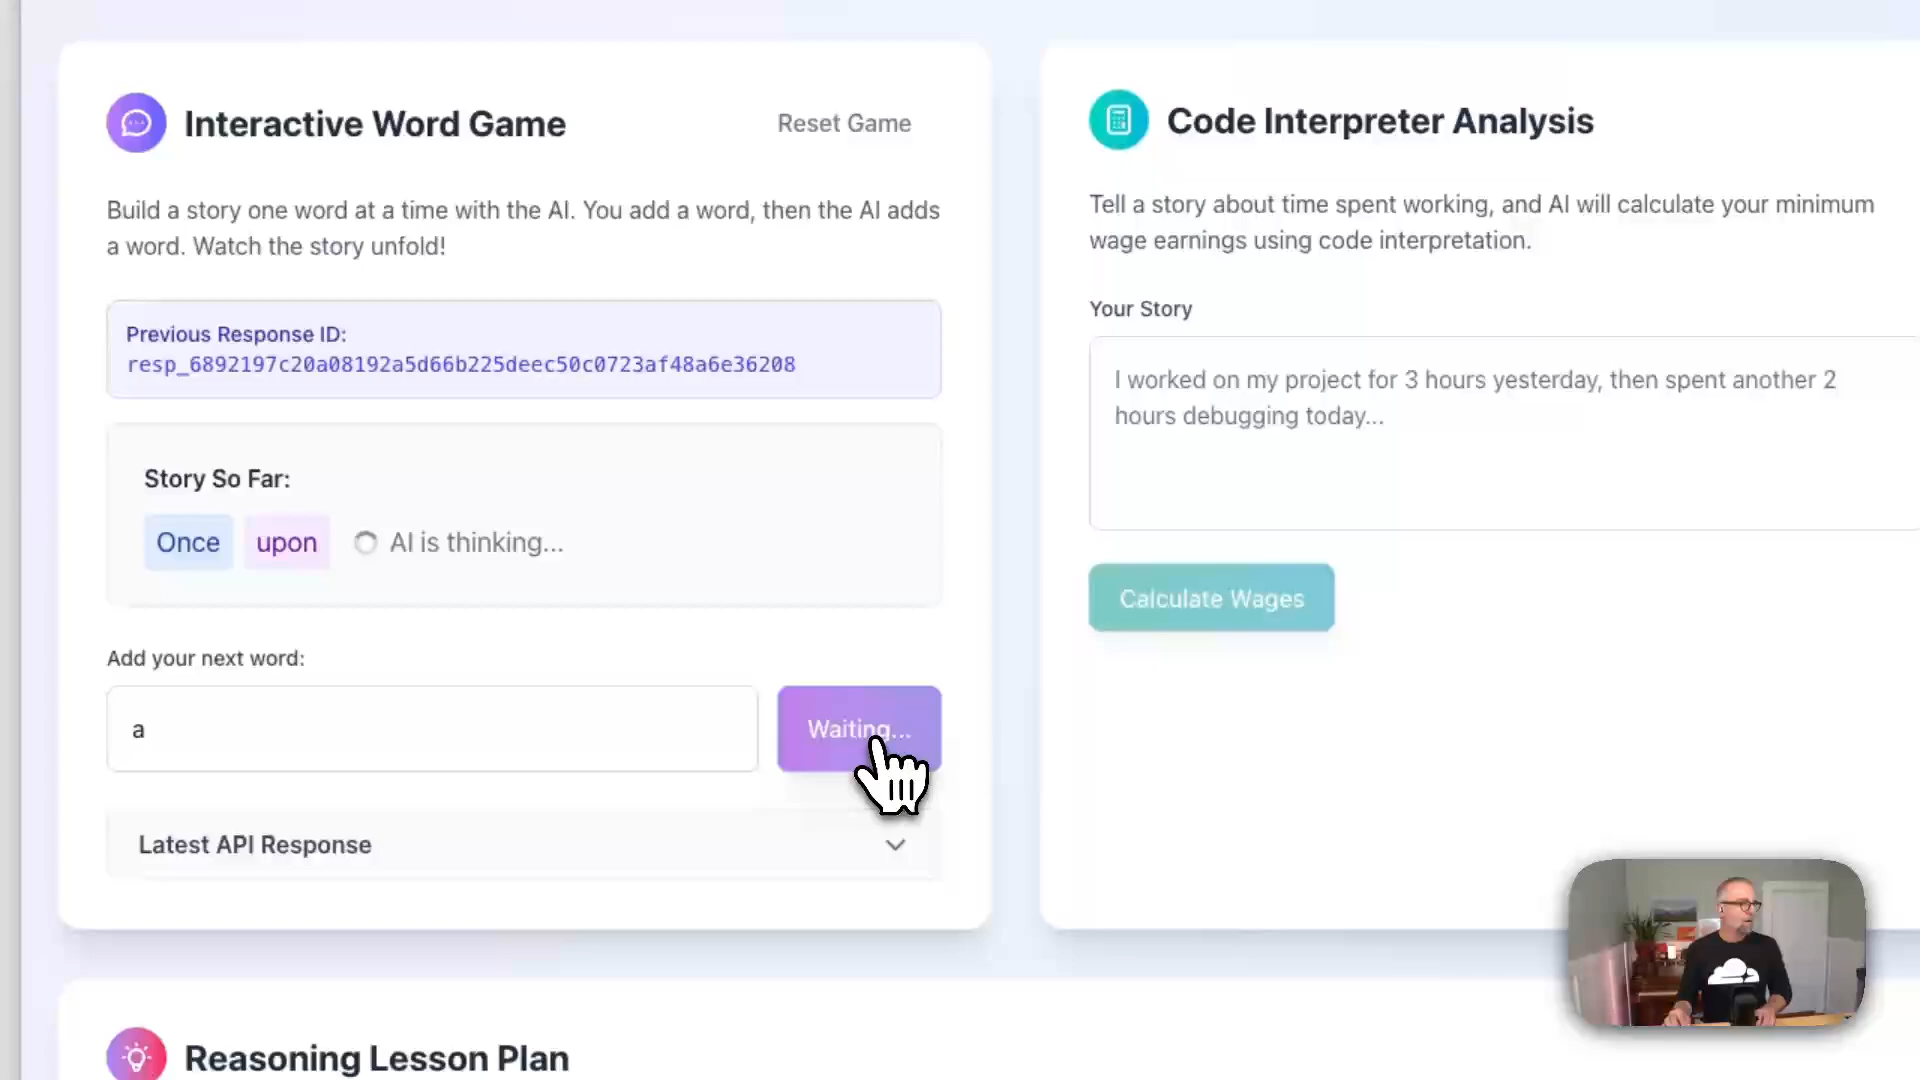 Interactive Word Game
Reset Game
Build a story one word at a time with the AI. You add a word, then the AI adds
a word. Watch the story unfold!
Previous Response ID:
resp_6892197c20a08192a5d66b225deec50c0723af48a6e36208
Story So Far:
Once upon AI is thinking...
Add your next word:
a
Waiting...
Latest API Response
Code Interpreter Analysis
Tell a story about time spent working, and AI will calculate your minimum
wage earnings using code interpretation.
Your Story
I worked on my project for 3 hours yesterday, then spent another 2
hours debugging today...
Calculate Wages
Reasoning Lesson Plan